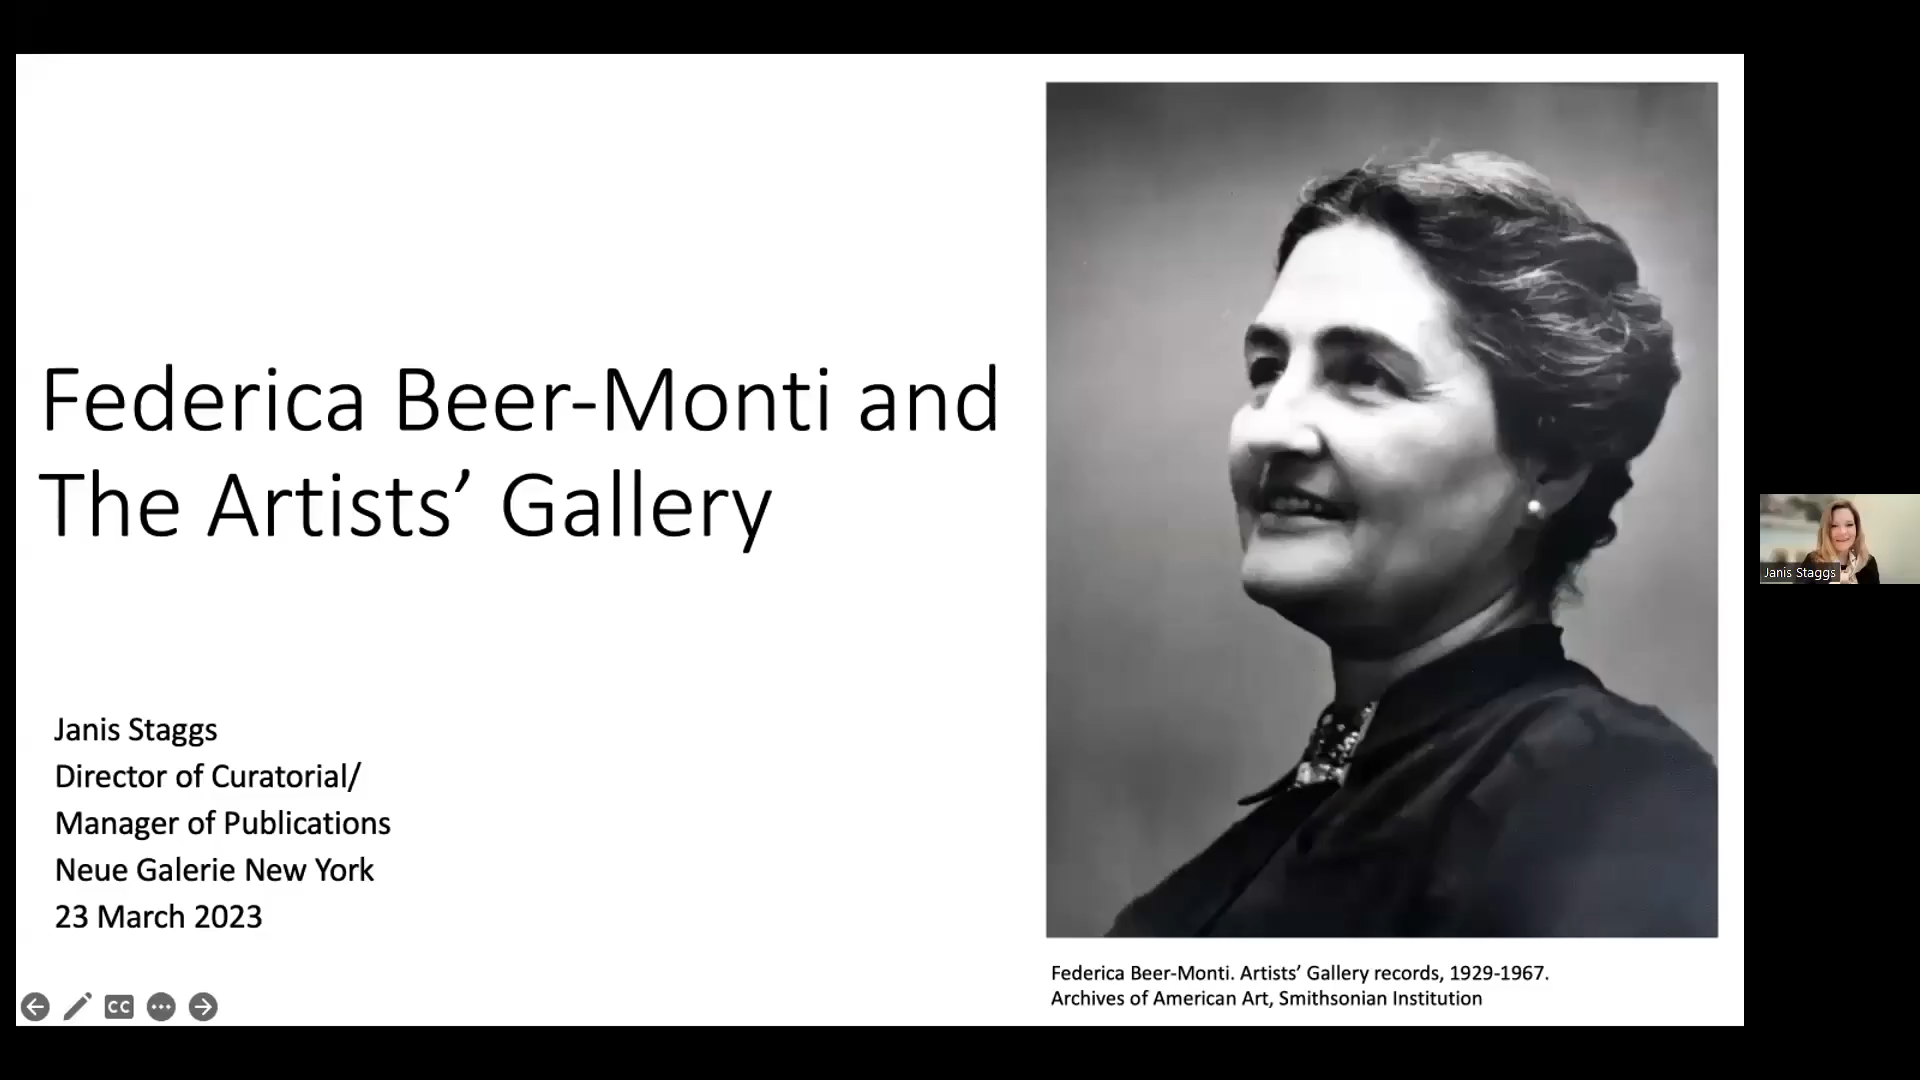 Federica Beer-Monti and
The Artists’ Gallery
Janis Staggs
Director of Curatorial/
Manager of Publications
Neue Galerie New York
23 March 2023
Federica Beer-Monti. Artists’ Gallery records, 1929-1967.
Archives of American Art, Smithsonian Institution
CC
Janis Staggs